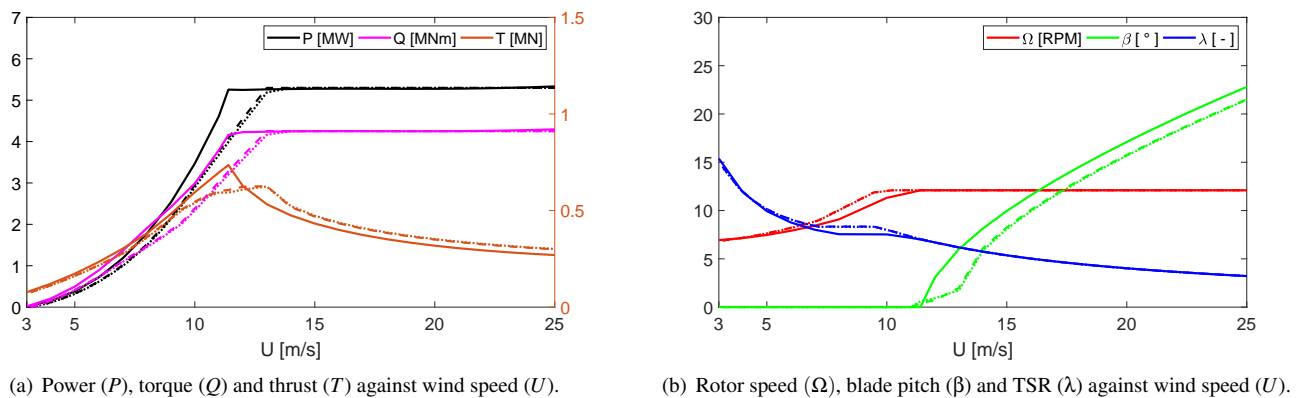 7
6
5
4
3
2
1
0
1.5
1
0.5
0
P [MW] Q [MNm] T [MN]
3 5 10 15 20 25
U [m/s]
(a) Power (P), torque (Q) and thrust (T) against wind speed (U).
30
25
20
15
10
5
0
Ω [RPM] β [ ° ] λ [ - ]
3 5 10 15 20 25
U [m/s]
(b) Rotor speed (Ω), blade pitch (β) and TSR (λ) against wind speed (U).